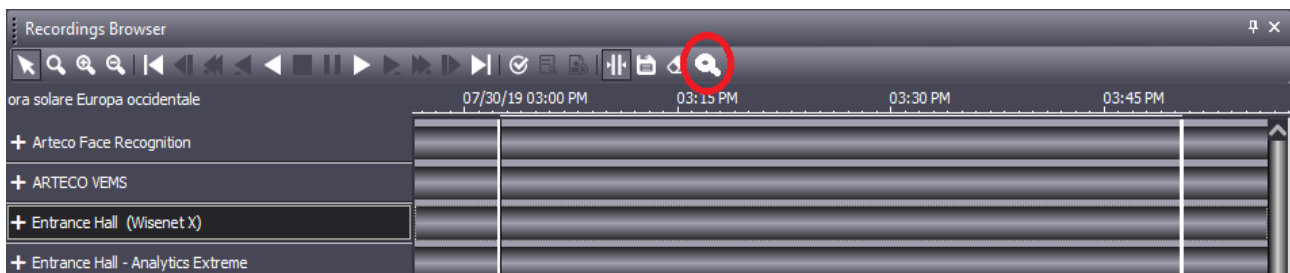 Recordings Browser
ora solare Europa occidentale
07/30/19 03:00 PM 03:15 PM 03:30 PM 03:45 PM
Arteco Face Recognition
ARTECO VEMS
Entrance Hall (Wisenet X)
Entrance Hall - Analytics Extreme